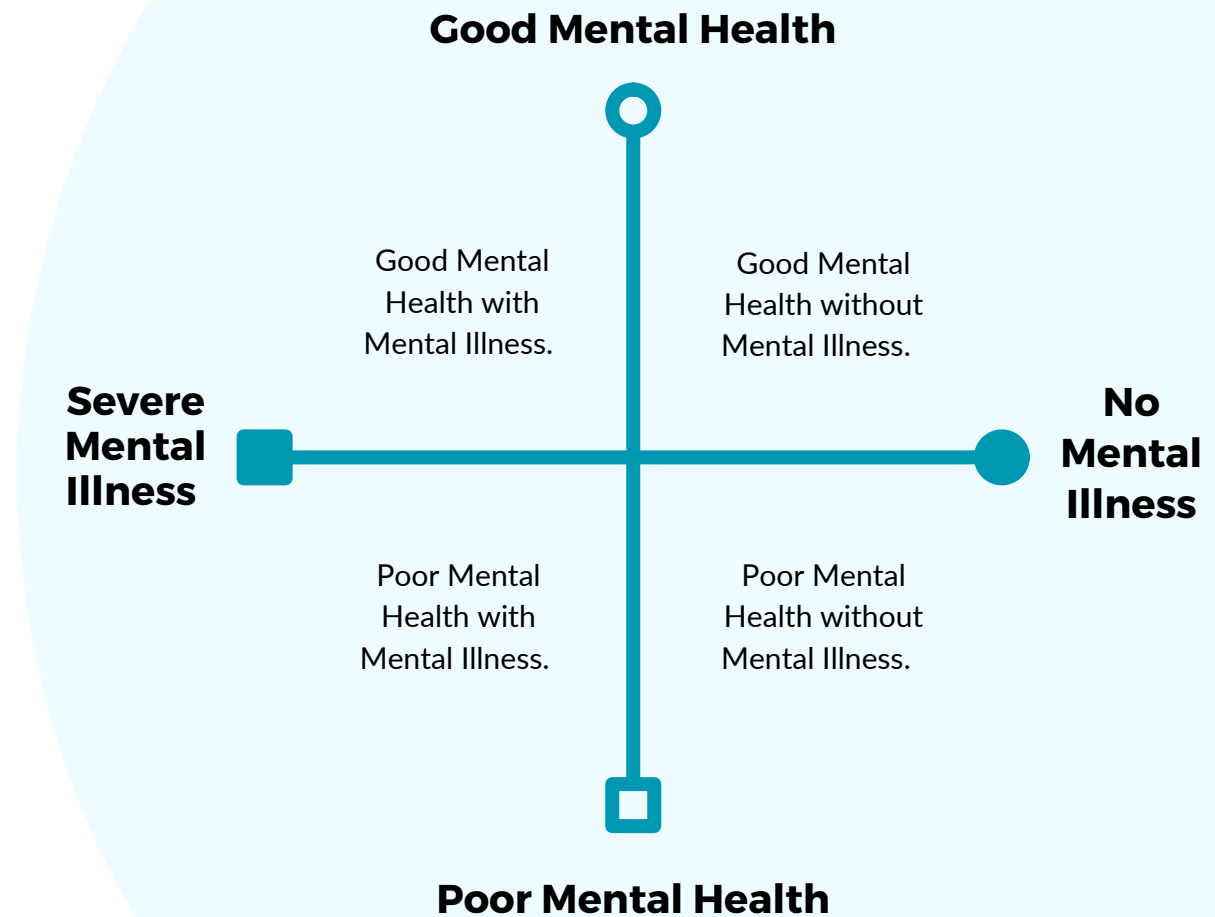 Good Mental Health
Good Mental
Health with
Mental Illness.
Good Mental
Health without
Mental Illness.
Severe
Mental
Illness
No
Mental
Illness
Poor Mental
Health with
Mental Illness.
Poor Mental
Health without
Mental Illness.
Poor Mental Health